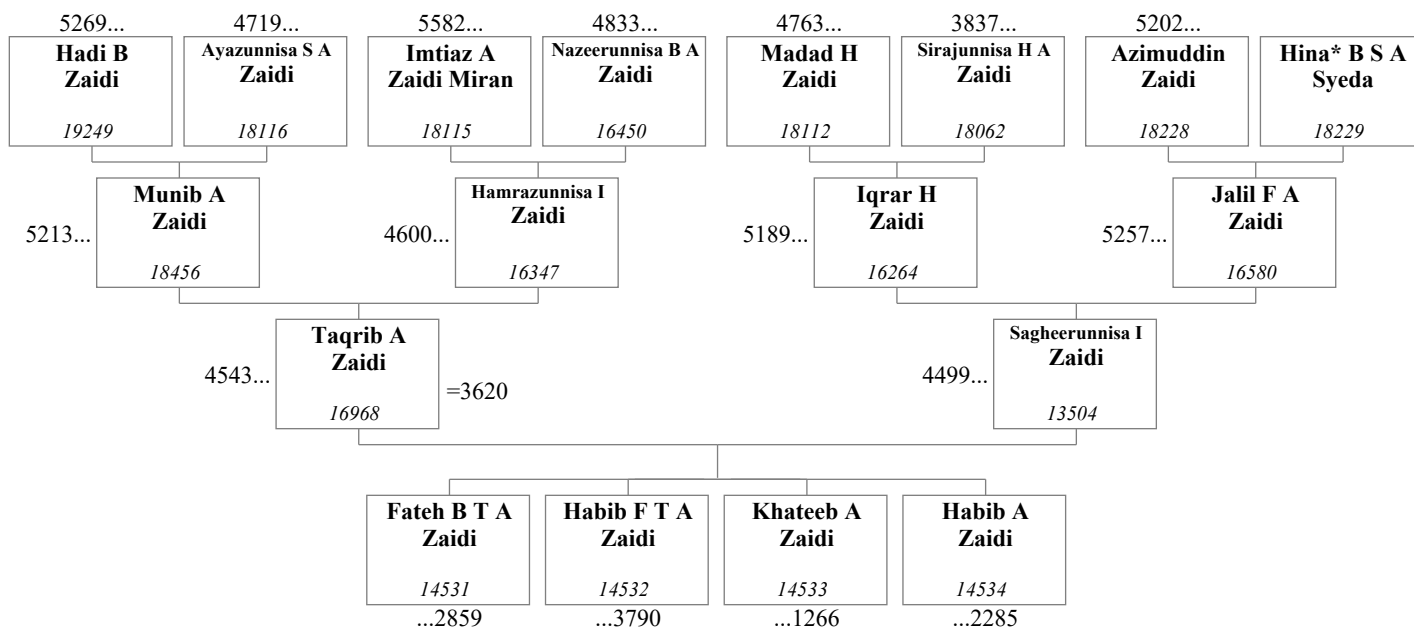 5269... 4719... 5582... 4833... 4763... 3837... 5202...
Hadi B Ayazunnisa S A Imtiaz A Nazeerunnisa B A Madad H Sirajunnisa H A Azimuddin Hina* B S A
Zaidi Zaidi Zaidi Miran Zaidi Zaidi Zaidi Zaidi Syeda
19249 18116 18115 16450 18112 18062 18228 18229
Munib A Hamrazunnisa I Iqrar H Jalil F A
Zaidi Zaidi Zaidi Zaidi
5213... 4600... 5189... 5257...
18456 16347 16264 16580
Taqrib A Sagheerunnisa I
Zaidi Zaidi
4543... =3620 4499...
16968 13504
Fateh B T A Habib F T A Khateeb A Habib A
Zaidi Zaidi Zaidi Zaidi
14531 14532 14533 14534
...2859 ...3790 ...1266 ...2285